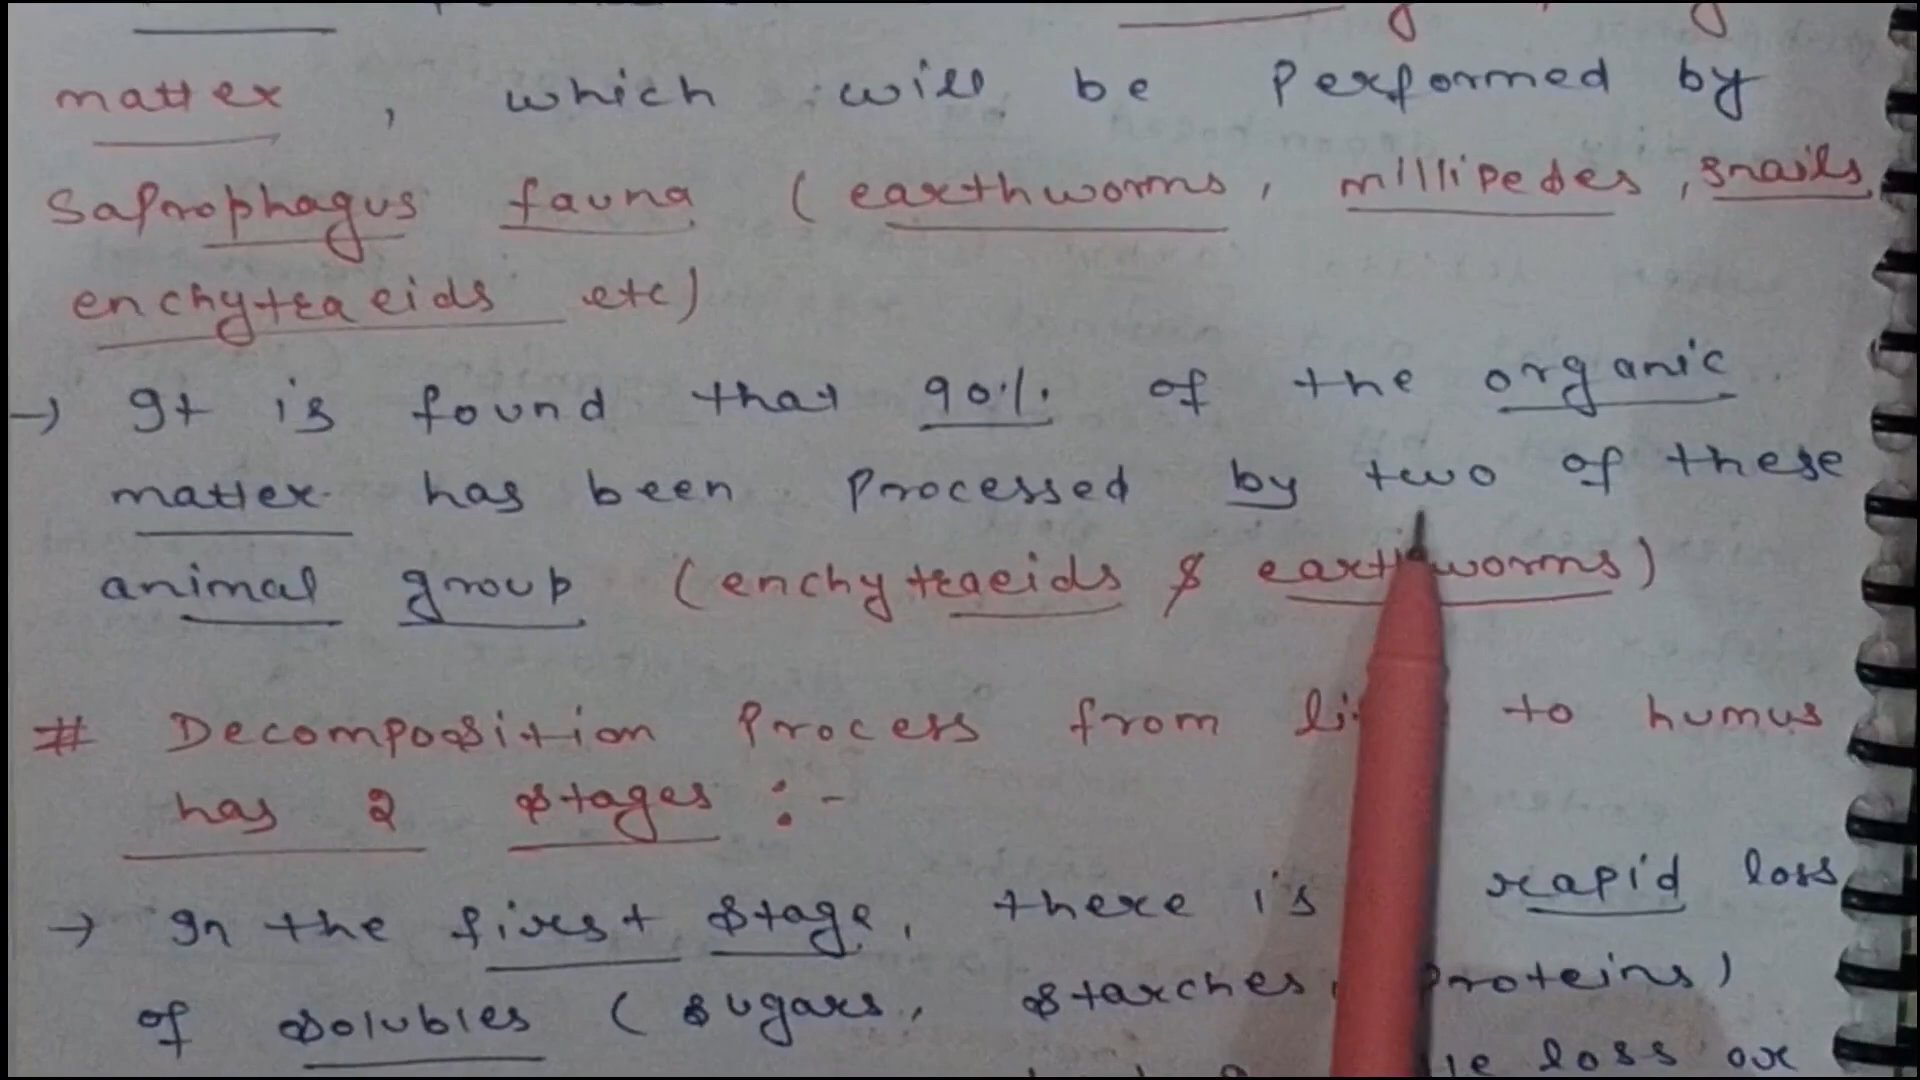 matter, which will be performed by
Saprophagus fauna (earthworms, millipedes, snails,
enchytraeids etc)
→ It is found that 90% of the organic
matter has been processed by two of these
animal group (enchytraeids & earthworms)
# Decomposition process from to humus
has 2 stages :-
→ In the first stage, there is rapid loss
of solubles (sugars, starches, proteins)
loss or